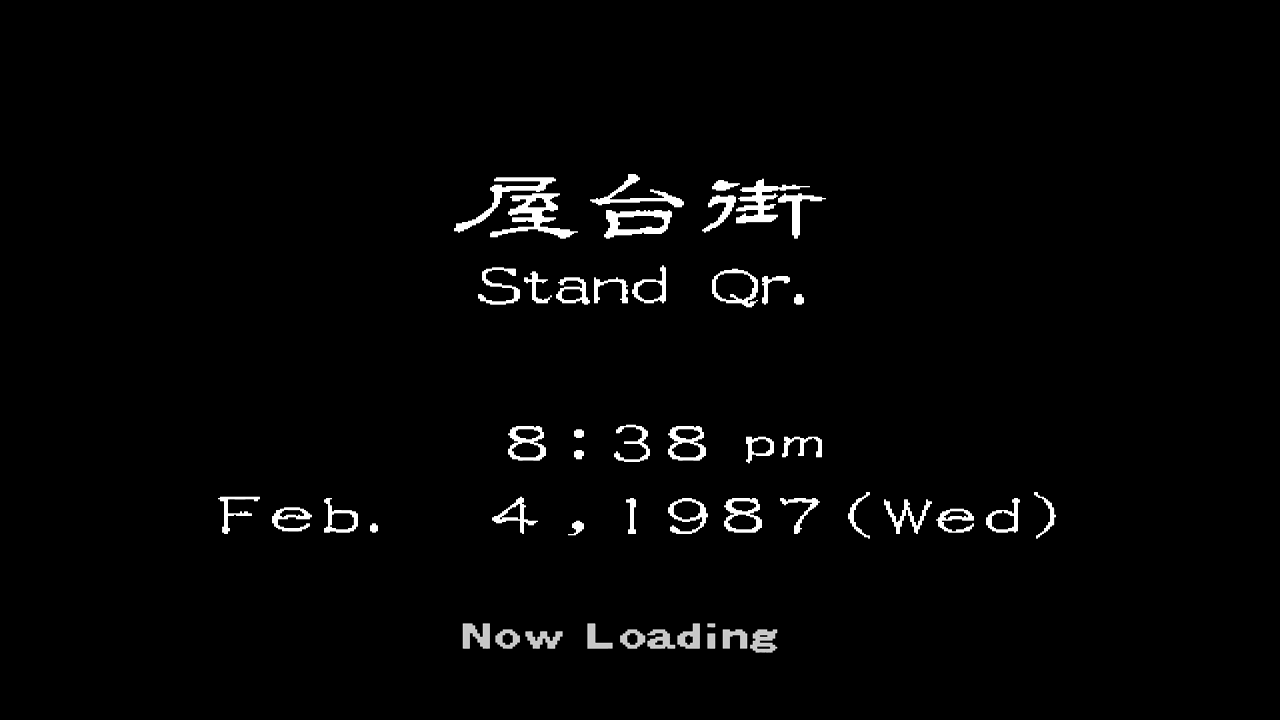 屋台街
Stand Qr.
8:38 pm
Feb. 4,1987(Wed)
Now Loading